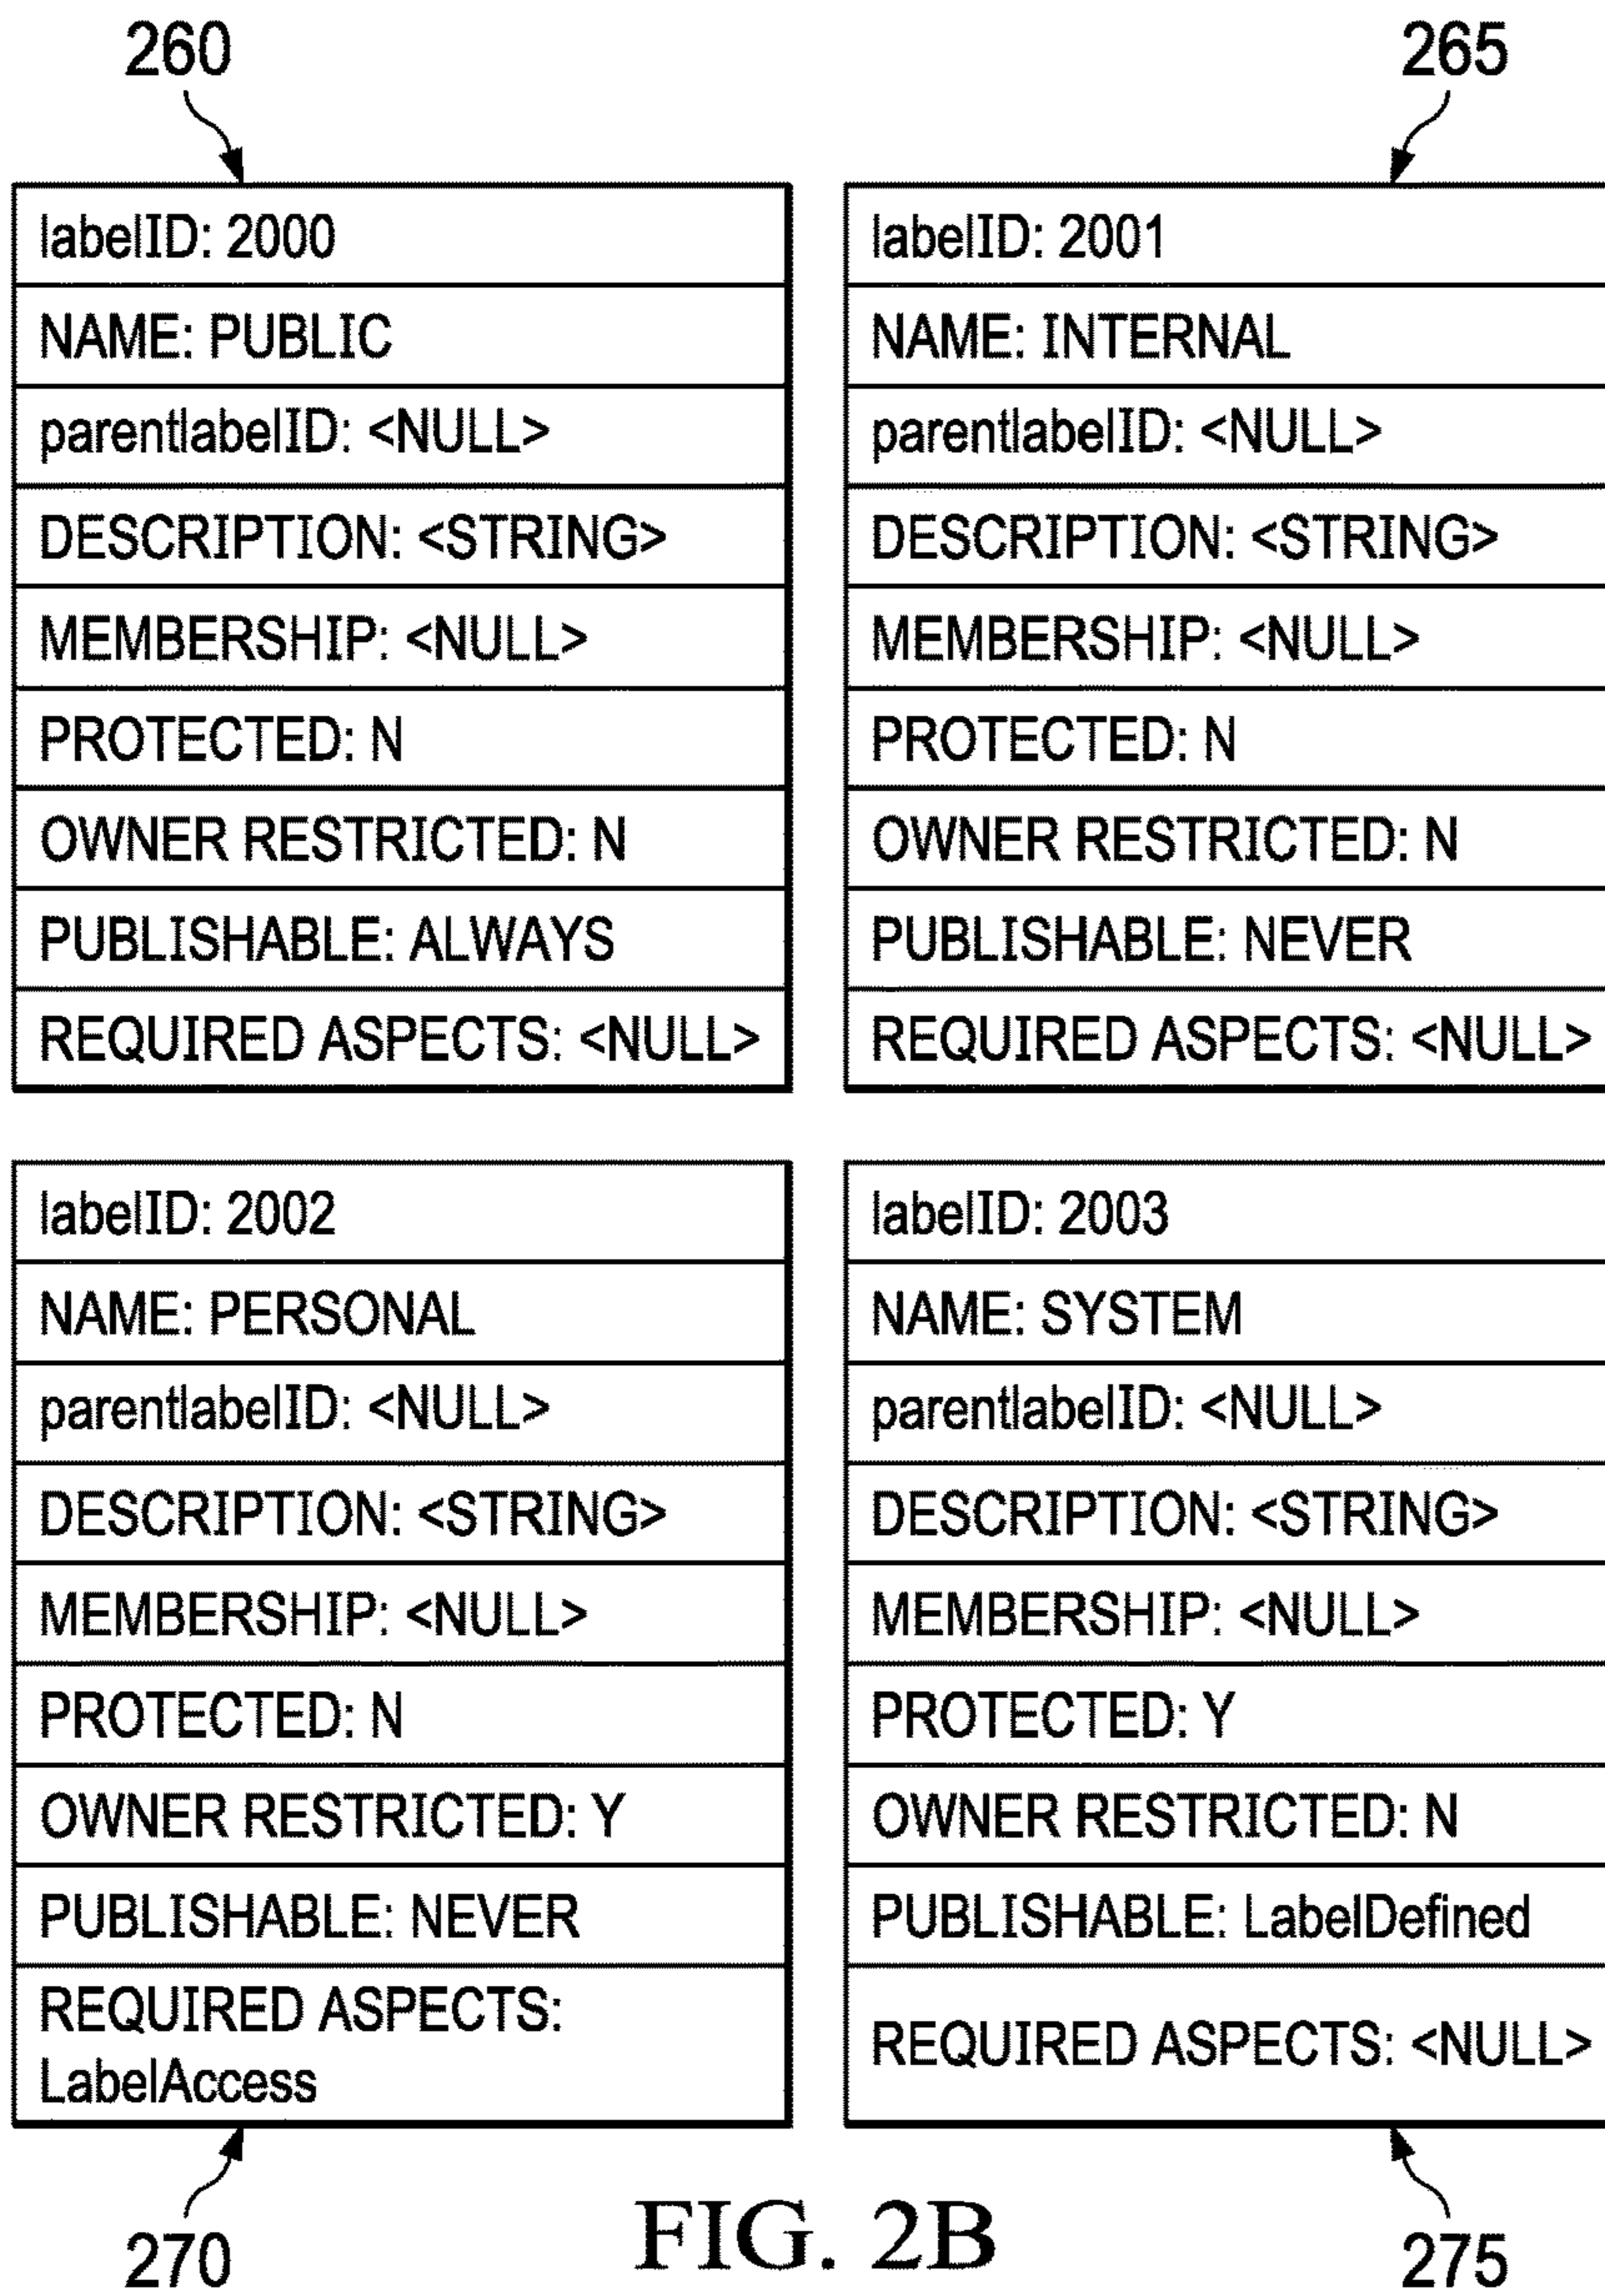 260
265
labelID: 2000
NAME: PUBLIC
parentlabelID: <NULL>
DESCRIPTION: <STRING>
MEMBERSHIP: <NULL>
PROTECTED: N
OWNER RESTRICTED: N
PUBLISHABLE: ALWAYS
REQUIRED ASPECTS: <NULL>
labelID: 2001
NAME: INTERNAL
parentlabelID: <NULL>
DESCRIPTION: <STRING>
MEMBERSHIP: <NULL>
PROTECTED: N
OWNER RESTRICTED: N
PUBLISHABLE: NEVER
REQUIRED ASPECTS: <NULL>
labelID: 2002
NAME: PERSONAL
parentlabelID: <NULL>
DESCRIPTION: <STRING>
MEMBERSHIP: <NULL>
PROTECTED: N
OWNER RESTRICTED: Y
PUBLISHABLE: NEVER
REQUIRED ASPECTS:
LabelAccess
labelID: 2003
NAME: SYSTEM
parentlabelID: <NULL>
DESCRIPTION: <STRING>
MEMBERSHIP: <NULL>
PROTECTED: Y
OWNER RESTRICTED: N
PUBLISHABLE: LabelDefined
REQUIRED ASPECTS: <NULL>
270
FIG. 2B
275